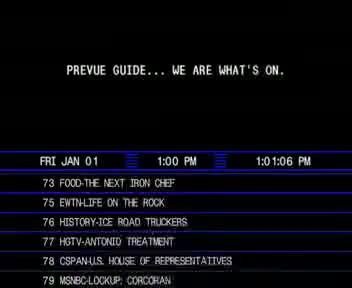 PREVUE GUIDE... WE ARE WHAT'S ON.
FRI JAN 01 1:00 PM 1:01:06 PM
73 FOOD-THE NEXT IRON CHEF
75 EWTN-LIFE ON THE ROCK
76 HISTORY-ICE ROAD TRUCKERS
77 HGTV-ANTONIO TREATMENT
78 CSPAN-U.S. HOUSE OF REPRESENTATIVES
79 MSNBC-LOCKUP: CORCORAN